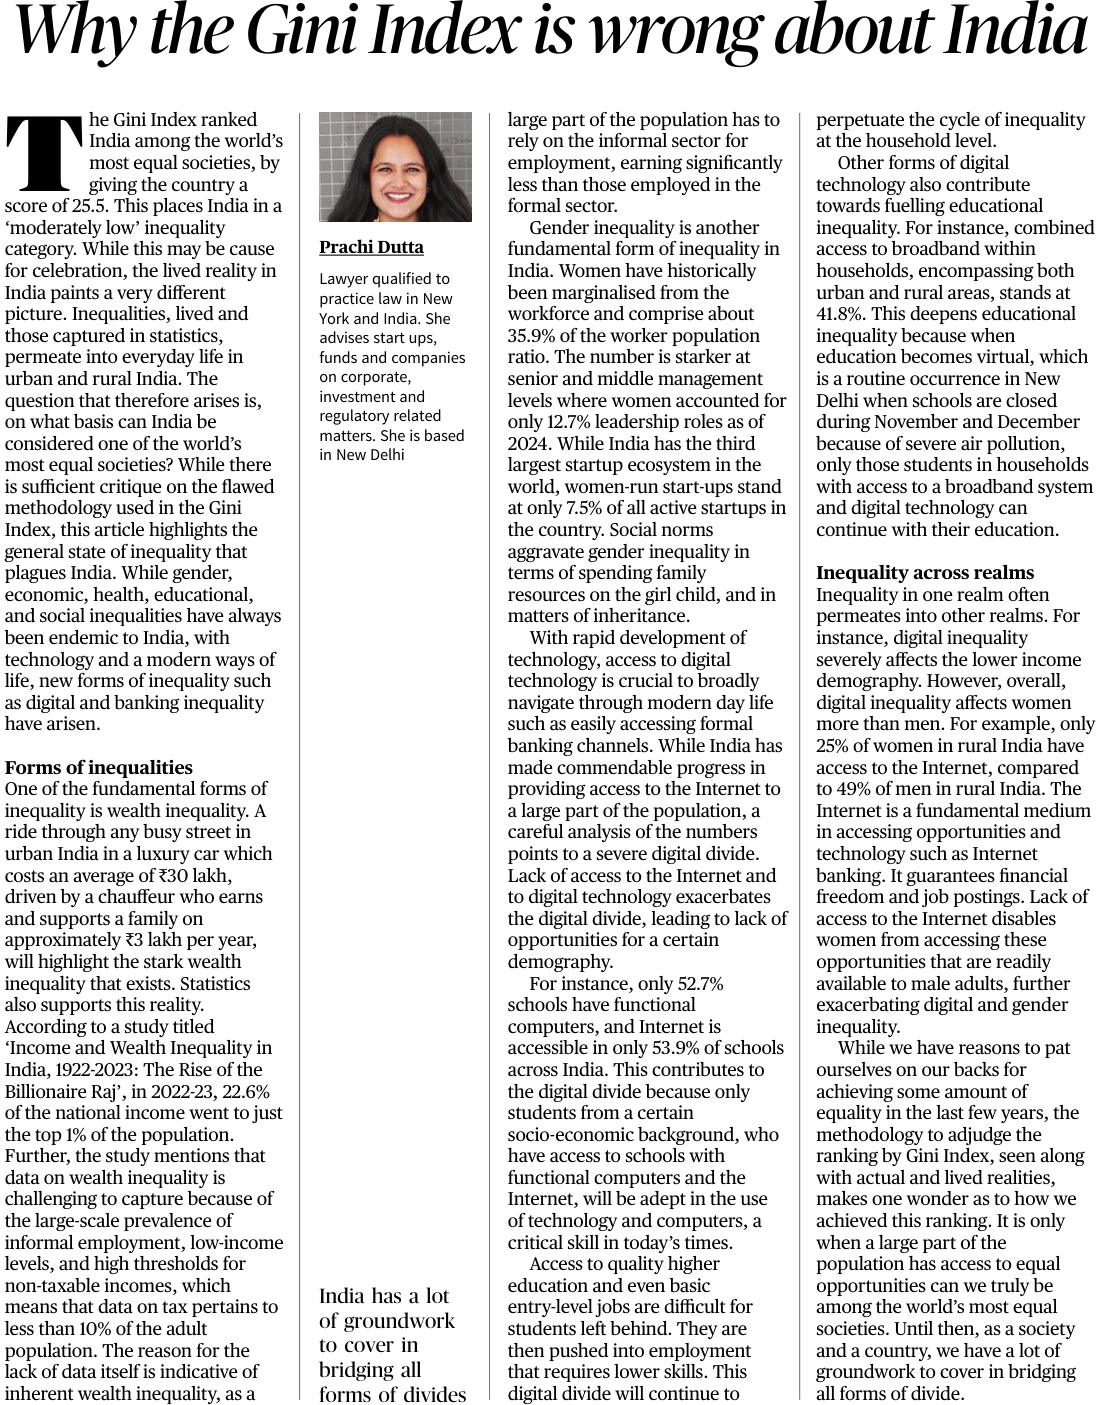 Why the Gini Index is wrong about India
The Gini Index ranked
India among the world’s
most equal societies, by
giving the country a
score of 25.5. This places India in a
‘moderately low’ inequality
category. While this may be cause
for celebration, the lived reality in
India paints a very different
picture. Inequalities, lived and
those captured in statistics,
permeate into everyday life in
urban and rural India. The
question that therefore arises is,
on what basis can India be
considered one of the world’s
most equal societies? While there
is sufficient critique on the flawed
methodology used in the Gini
Index, this article highlights the
general state of inequality that
plagues India. While gender,
economic, health, educational,
and social inequalities have always
been endemic to India, with
technology and a modern ways of
life, new forms of inequality such
as digital and banking inequality
have arisen.
Forms of inequalities
One of the fundamental forms of
inequality is wealth inequality. A
ride through any busy street in
urban India in a luxury car which
costs an average of ₹30 lakh,
driven by a chauffeur who earns
and supports a family on
approximately ₹3 lakh per year,
will highlight the stark wealth
inequality that exists. Statistics
also supports this reality.
According to a study titled
‘Income and Wealth Inequality in
India, 1922-2023: The Rise of the
Billionaire Raj’, in 2022-23, 22.6%
of the national income went to just
the top 1% of the population.
Further, the study mentions that
data on wealth inequality is
challenging to capture because of
the large-scale prevalence of
informal employment, low-income
levels, and high thresholds for
non-taxable incomes, which
means that data on tax pertains to
less than 10% of the adult
population. The reason for the
lack of data itself is indicative of
inherent wealth inequality, as a
Prachi Dutta
Lawyer qualified to
practice law in New
York and India. She
advises start ups,
funds and companies
on corporate,
investment and
regulatory related
matters. She is based
in New Delhi
India has a lot
of groundwork
to cover in
bridging all
forms of divides
large part of the population has to
rely on the informal sector for
employment, earning significantly
less than those employed in the
formal sector.
Gender inequality is another
fundamental form of inequality in
India. Women have historically
been marginalised from the
workforce and comprise about
35.9% of the worker population
ratio. The number is starker at
senior and middle management
levels where women accounted for
only 12.7% leadership roles as of
2024. While India has the third
largest startup ecosystem in the
world, women-run start-ups stand
at only 7.5% of all active startups in
the country. Social norms
aggravate gender inequality in
terms of spending family
resources on the girl child, and in
matters of inheritance.
With rapid development of
technology, access to digital
technology is crucial to broadly
navigate through modern day life
such as easily accessing formal
banking channels. While India has
made commendable progress in
providing access to the Internet to
a large part of the population, a
careful analysis of the numbers
points to a severe digital divide.
Lack of access to the Internet and
to digital technology exacerbates
the digital divide, leading to lack of
opportunities for a certain
demography.
For instance, only 52.7%
schools have functional
computers, and Internet is
accessible in only 53.9% of schools
across India. This contributes to
the digital divide because only
students from a certain
socio-economic background, who
have access to schools with
functional computers and the
Internet, will be adept in the use
of technology and computers, a
critical skill in today’s times.
Access to quality higher
education and even basic
entry-level jobs are difficult for
students left behind. They are
then pushed into employment
that requires lower skills. This
digital divide will continue to
perpetuate the cycle of inequality
at the household level.
Other forms of digital
technology also contribute
towards fuelling educational
inequality. For instance, combined
access to broadband within
households, encompassing both
urban and rural areas, stands at
41.8%. This deepens educational
inequality because when
education becomes virtual, which
is a routine occurrence in New
Delhi when schools are closed
during November and December
because of severe air pollution,
only those students in households
with access to a broadband system
and digital technology can
continue with their education.
Inequality across realms
Inequality in one realm often
permeates into other realms. For
instance, digital inequality
severely affects the lower income
demography. However, overall,
digital inequality affects women
more than men. For example, only
25% of women in rural India have
access to the Internet, compared
to 49% of men in rural India. The
Internet is a fundamental medium
in accessing opportunities and
technology such as Internet
banking. It guarantees financial
freedom and job postings. Lack of
access to the Internet disables
women from accessing these
opportunities that are readily
available to male adults, further
exacerbating digital and gender
inequality.
While we have reasons to pat
ourselves on our backs for
achieving some amount of
equality in the last few years, the
methodology to adjudge the
ranking by Gini Index, seen along
with actual and lived realities,
makes one wonder as to how we
achieved this ranking. It is only
when a large part of the
population has access to equal
opportunities can we truly be
among the world’s most equal
societies. Until then, as a society
and a country, we have a lot of
groundwork to cover in bridging
all forms of divide.